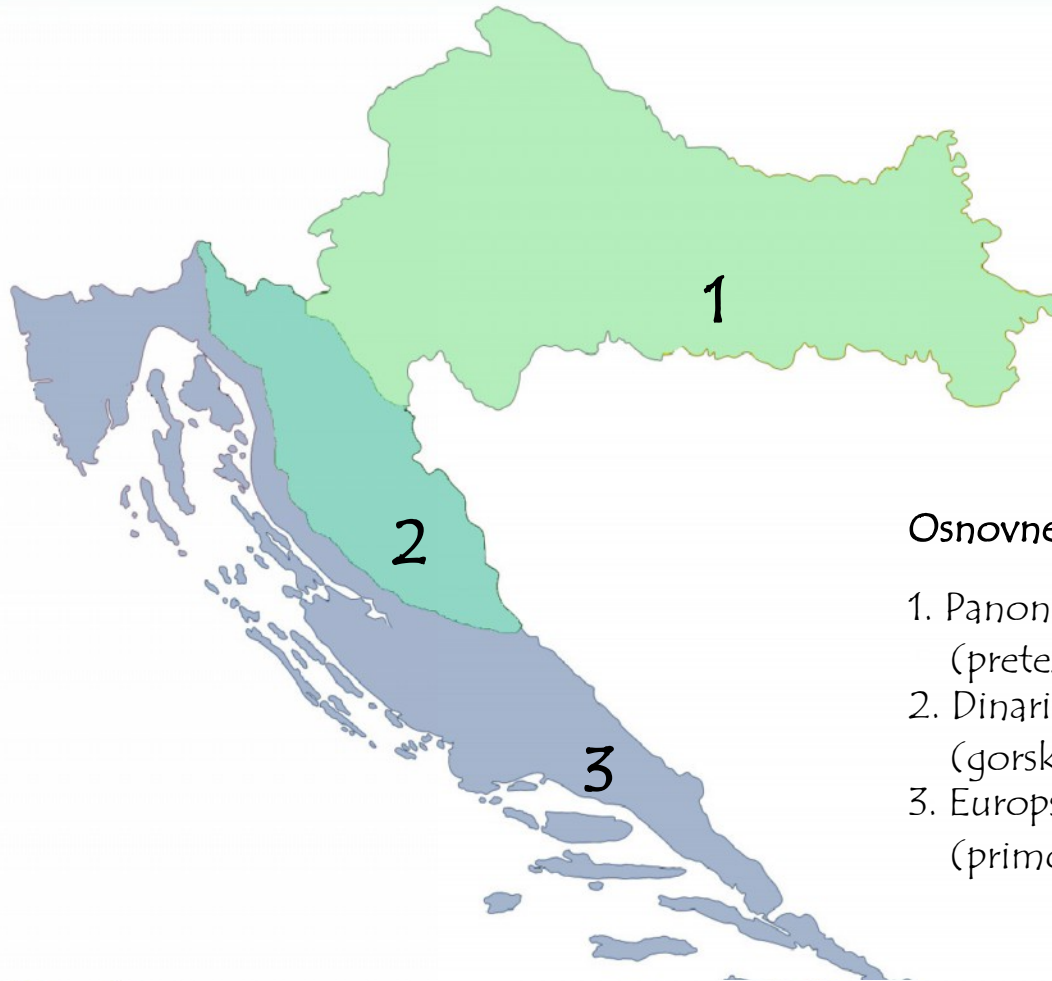 1
2
3
Osnovne
1. Panon
(prete
2. Dinari
(gorsk
3. Europs
(primo